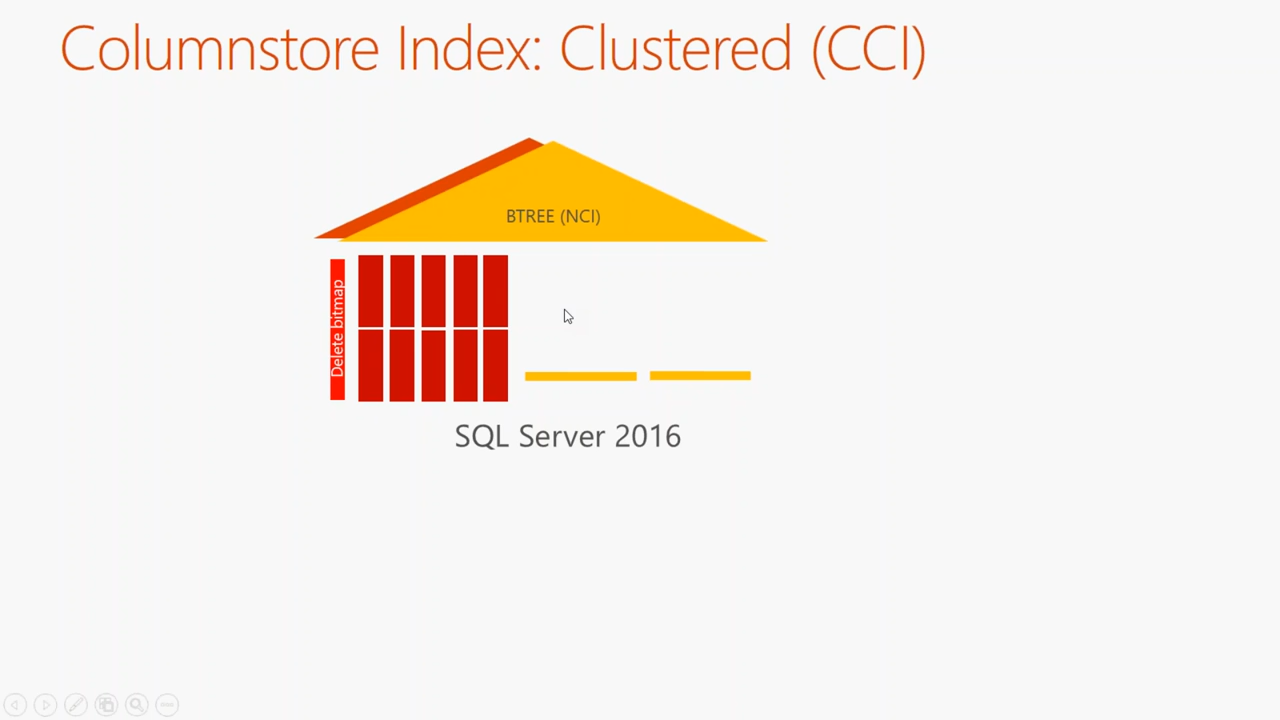 Columnstore Index: Clustered (CCI)
BTREE (NCI)
Delete bitmap
SQL Server 2016